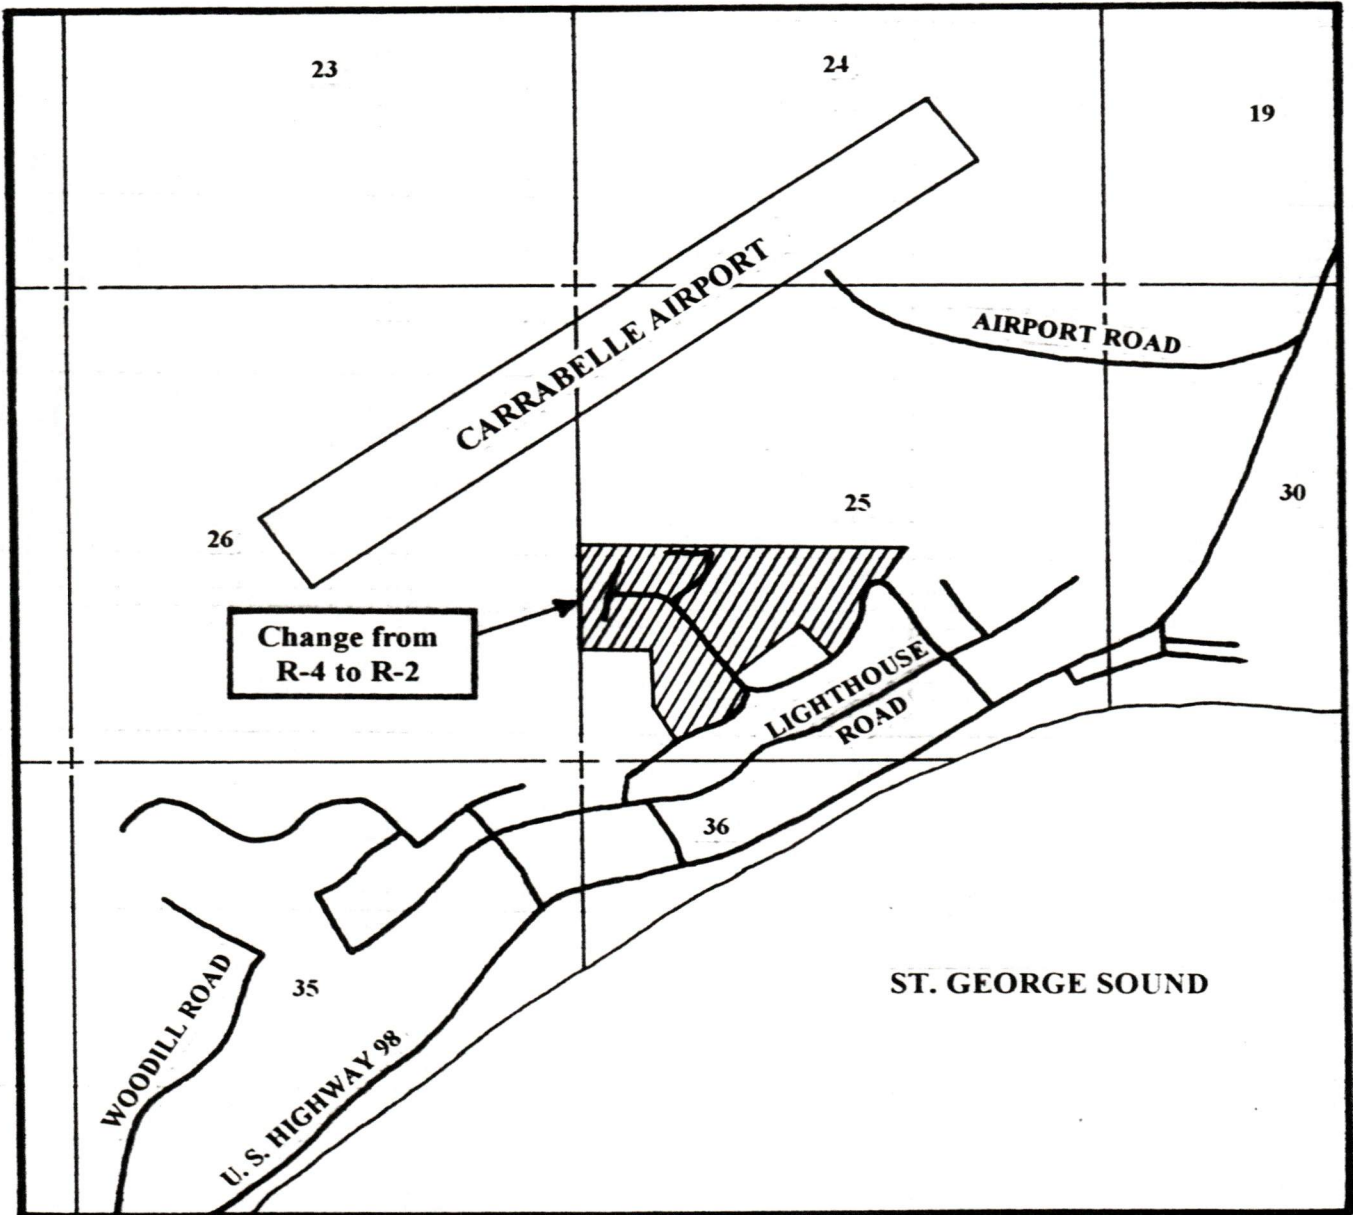 23
24
19
CARRABELLE AIRPORT
AIRPORT ROAD
25
30
26
Change from
R-4 to R-2
LIGHTHOUSE
ROAD
36
35
ST. GEORGE SOUND
WOODILL ROAD
U. S. HIGHWAY 98